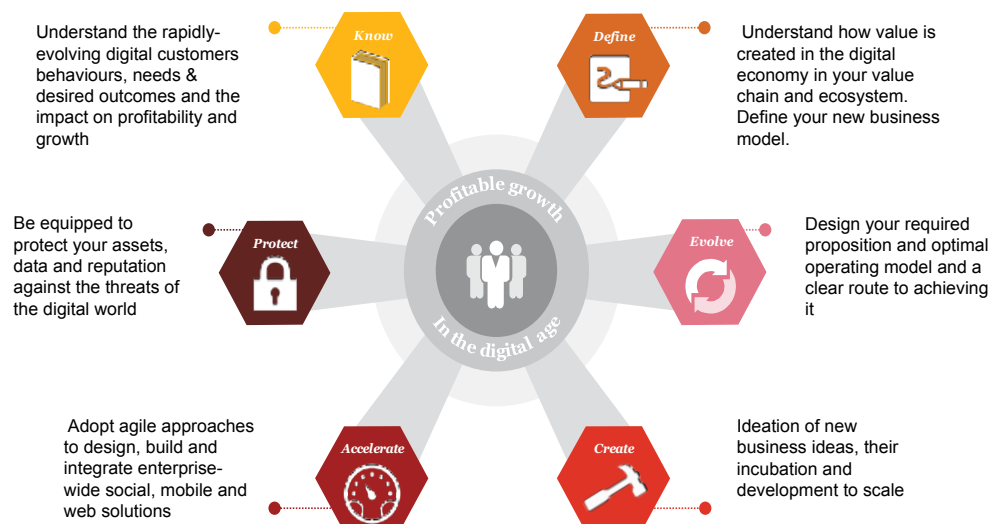 Understand the rapidly-
evolving digital customers
behaviours, needs &
desired outcomes and the
impact on profitability and
growth
Know
Define
Understand how value is
created in the digital
economy in your value
chain and ecosystem.
Define your new business
model.
Be equipped to
protect your assets,
data and reputation
against the threats of
the digital world
Protect
Profitable growth
In the digital age
Evolve
Design your required
proposition and optimal
operating model and a
clear route to achieving
it
Adopt agile approaches
to design, build and
integrate enterprise-
wide social, mobile and
web solutions
Accelerate
Create
Ideation of new
business ideas, their
incubation and
development to scale